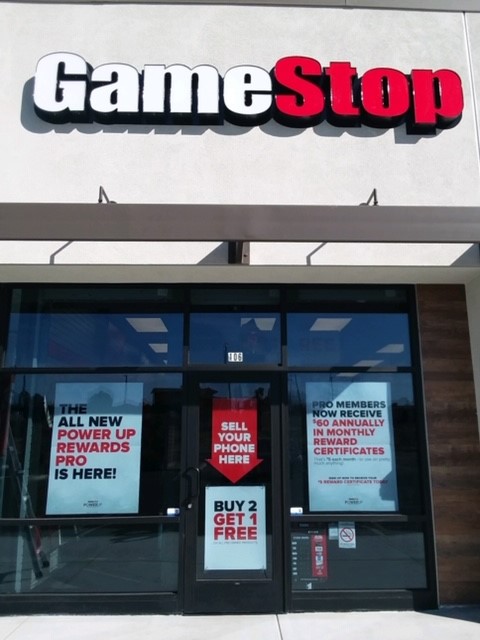 GameStop
106
THE
ALL NEW
POWER UP
REWARDS
PRO
IS HERE!
SELL
YOUR
PHONE
HERE
BUY 2
GET 1
FREE
PRO MEMBERS
NOW RECEIVE
$60 ANNUALLY
IN MONTHLY
REWARD
CERTIFICATES